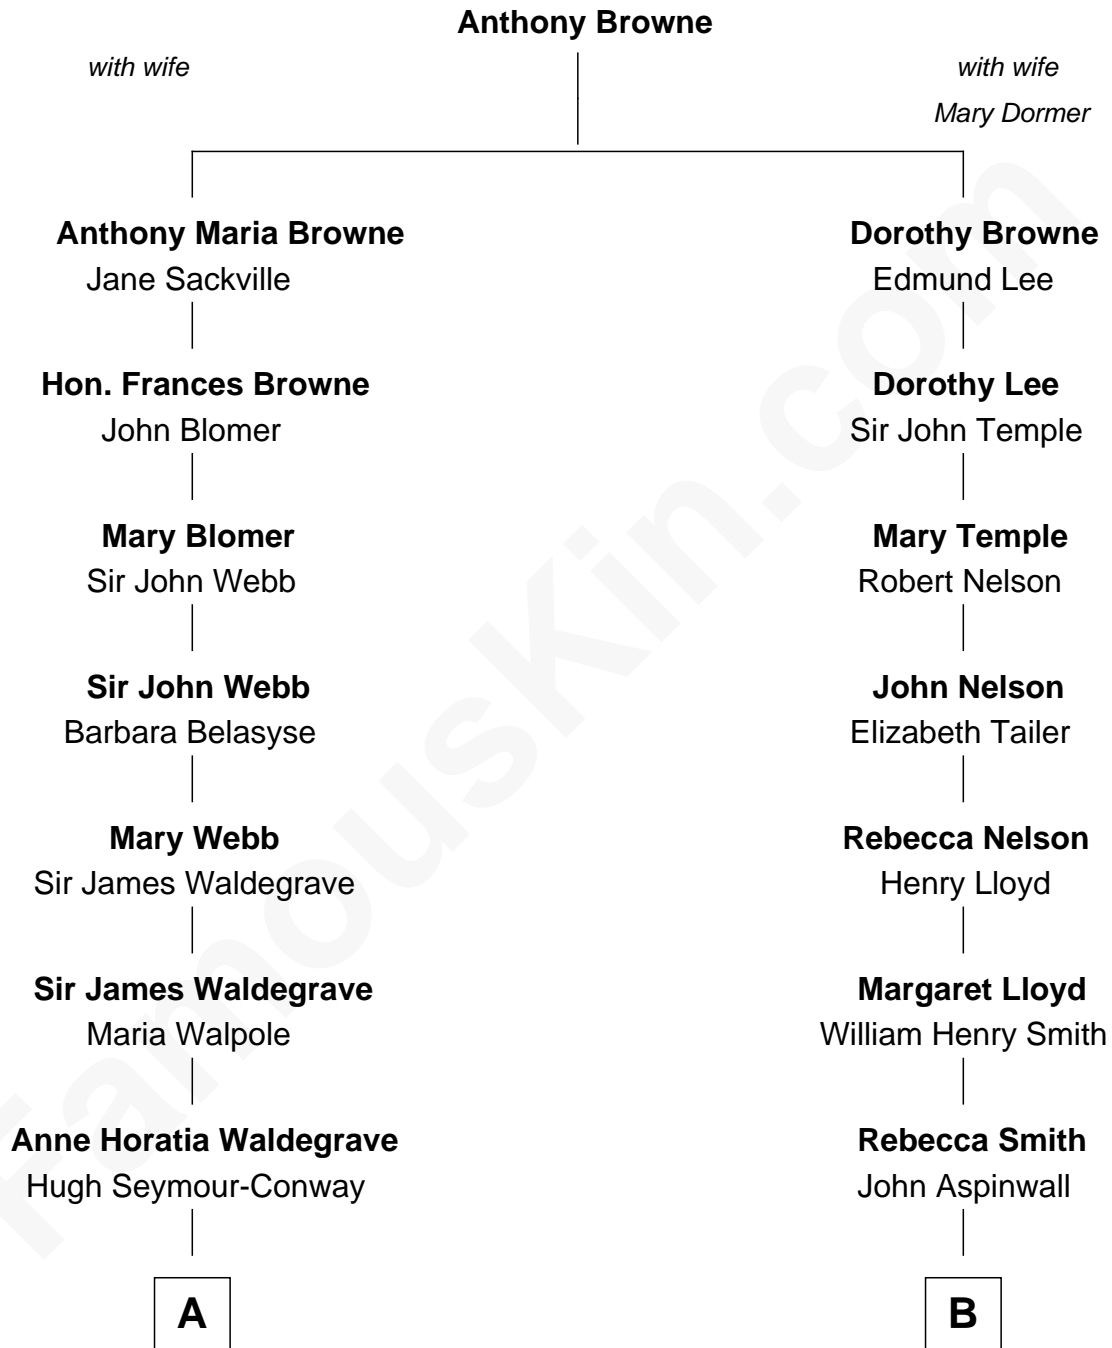 Anthony Browne
with wife
with wife
Mary Dormer
Anthony Maria Browne
Jane Sackville
Dorothy Browne
Edmund Lee
Hon. Frances Browne
John Blomer
Dorothy Lee
Sir John Temple
Mary Blomer
Sir John Webb
Mary Temple
Robert Nelson
Sir John Webb
Barbara Belasyse
John Nelson
Elizabeth Tailer
Mary Webb
Sir James Waldegrave
Rebecca Nelson
Henry Lloyd
Sir James Waldegrave
Maria Walpole
Margaret Lloyd
William Henry Smith
Anne Horatia Waldegrave
Hugh Seymour-Conway
Rebecca Smith
John Aspinwall
A
B
FamousKin.com